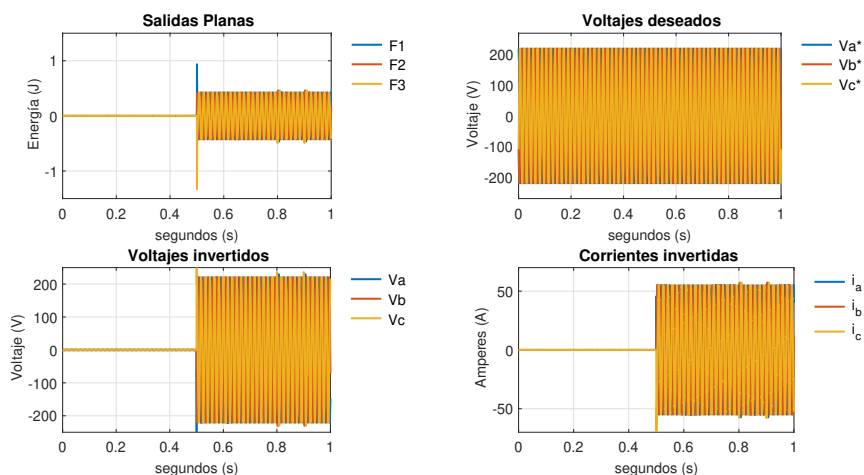 Salidas Planas
Energía (J)
1
0
-1
0 0.2 0.4 0.6 0.8 1
segundos (s)
F1
F2
F3
Voltajes deseados
Voltaje (V)
200
100
0
-100
-200
0 0.2 0.4 0.6 0.8 1
segundos (s)
Va*
Vb*
Vc*
Voltajes invertidos
Voltaje (V)
200
100
0
-100
-200
0 0.2 0.4 0.6 0.8 1
segundos (s)
Va
Vb
Vc
Corrientes invertidas
Amperes (A)
50
0
-50
0 0.2 0.4 0.6 0.8 1
segundos (s)
i_a
i_b
i_c